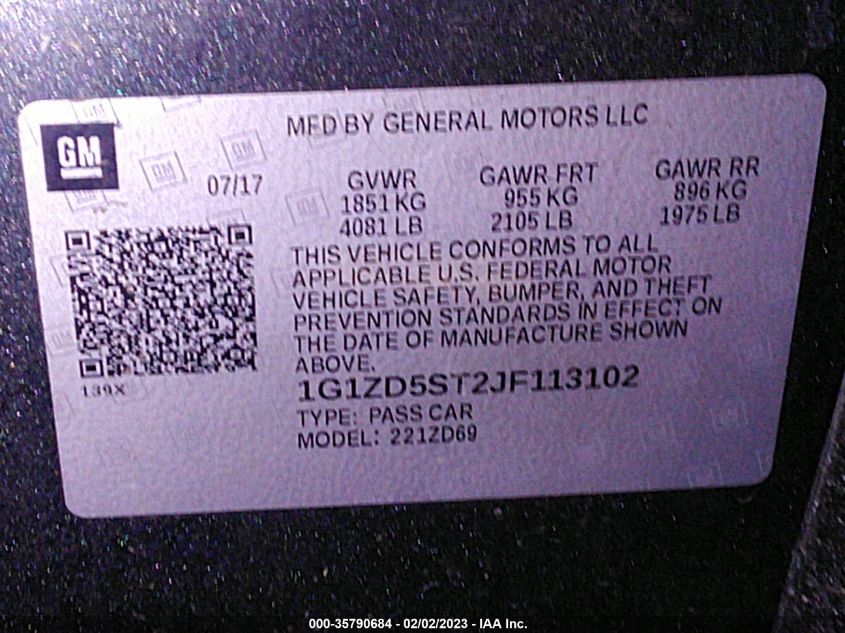 GM
MFD BY GENERAL MOTORS LLC
07/17
GVWR GAWR FRT GAWR RR
1851 KG 955 KG 896 KG
4081 LB 2105 LB 1975 LB
THIS VEHICLE CONFORMS TO ALL
APPLICABLE U.S. FEDERAL MOTOR
VEHICLE SAFETY, BUMPER, AND THEFT
PREVENTION STANDARDS IN EFFECT ON
THE DATE OF MANUFACTURE SHOWN
ABOVE.
139X
1G1ZD5ST2JF113102
TYPE: PASS CAR
MODEL: 221ZD69
000-35790684 - 02/02/2023 - IAA Inc.